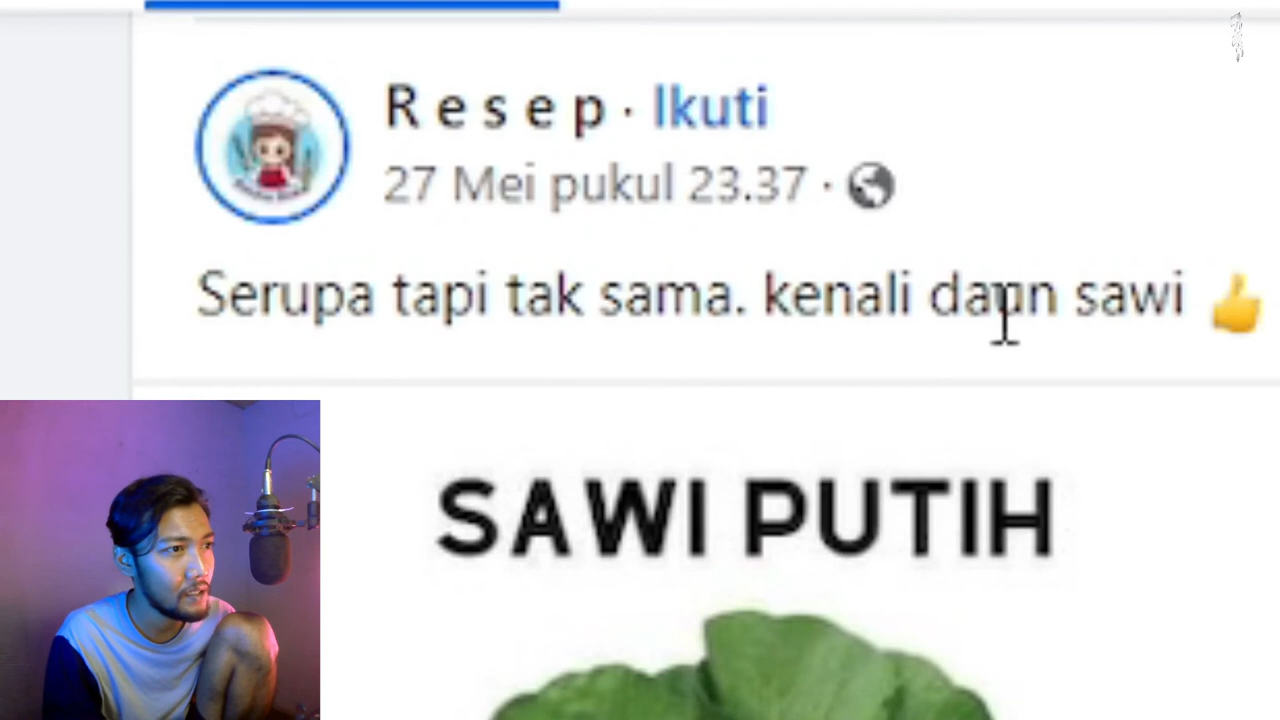 R e s e p · Ikuti
27 Mei pukul 23.37 ·
Serupa tapi tak sama. kenali daun sawi 👍
SAWI PUTIH